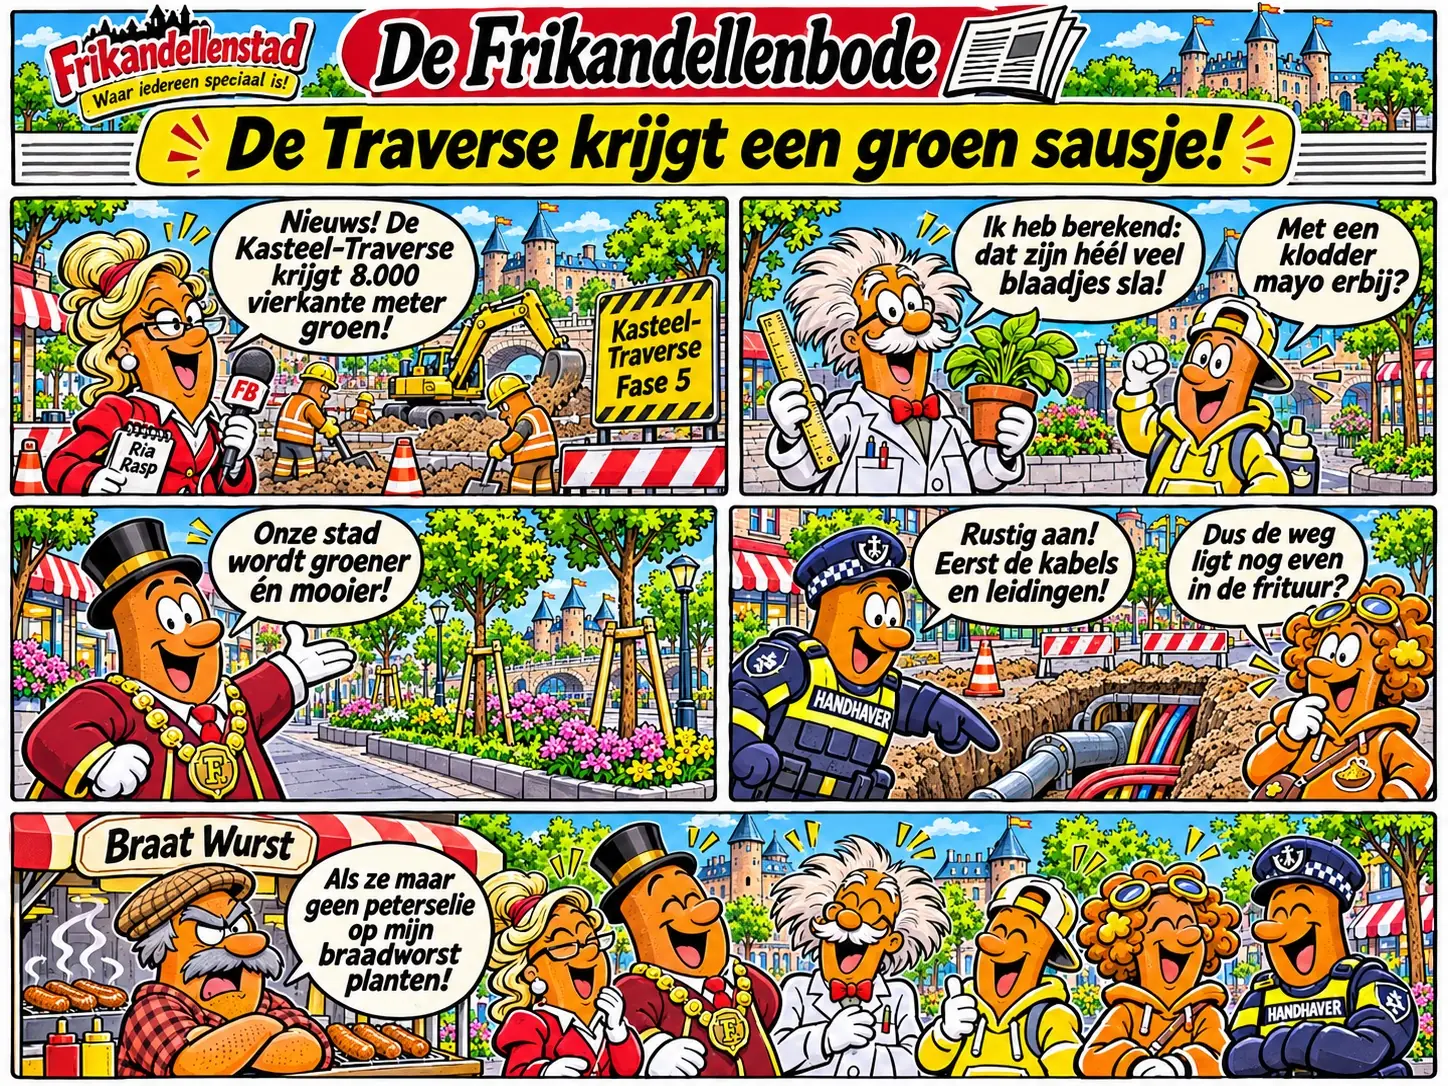 Frikandellenstad
Waar iedereen speciaal is!
De Frikandellenbode
De Traverse krijgt een groen sausje!
Nieuws! De
Kasteel-Traverse
krijgt 8.000
vierkante meter
groen!
FB
Ria
Rasp
Kasteel-
Traverse
Fase 5
Ik heb berekend:
dat zijn héél veel
blaadjes sla!
Met een
klodder
mayo erbij?
Onze stad
wordt groener
én mooier!
F
Rustig aan!
Eerst de kabels
en leidingen!
HANDHAVER
Dus de weg
ligt nog even
in de frituur?
Braat Wurst
Als ze maar
geen peterselie
op mijn
braadworst
planten!
F
HANDHAVER